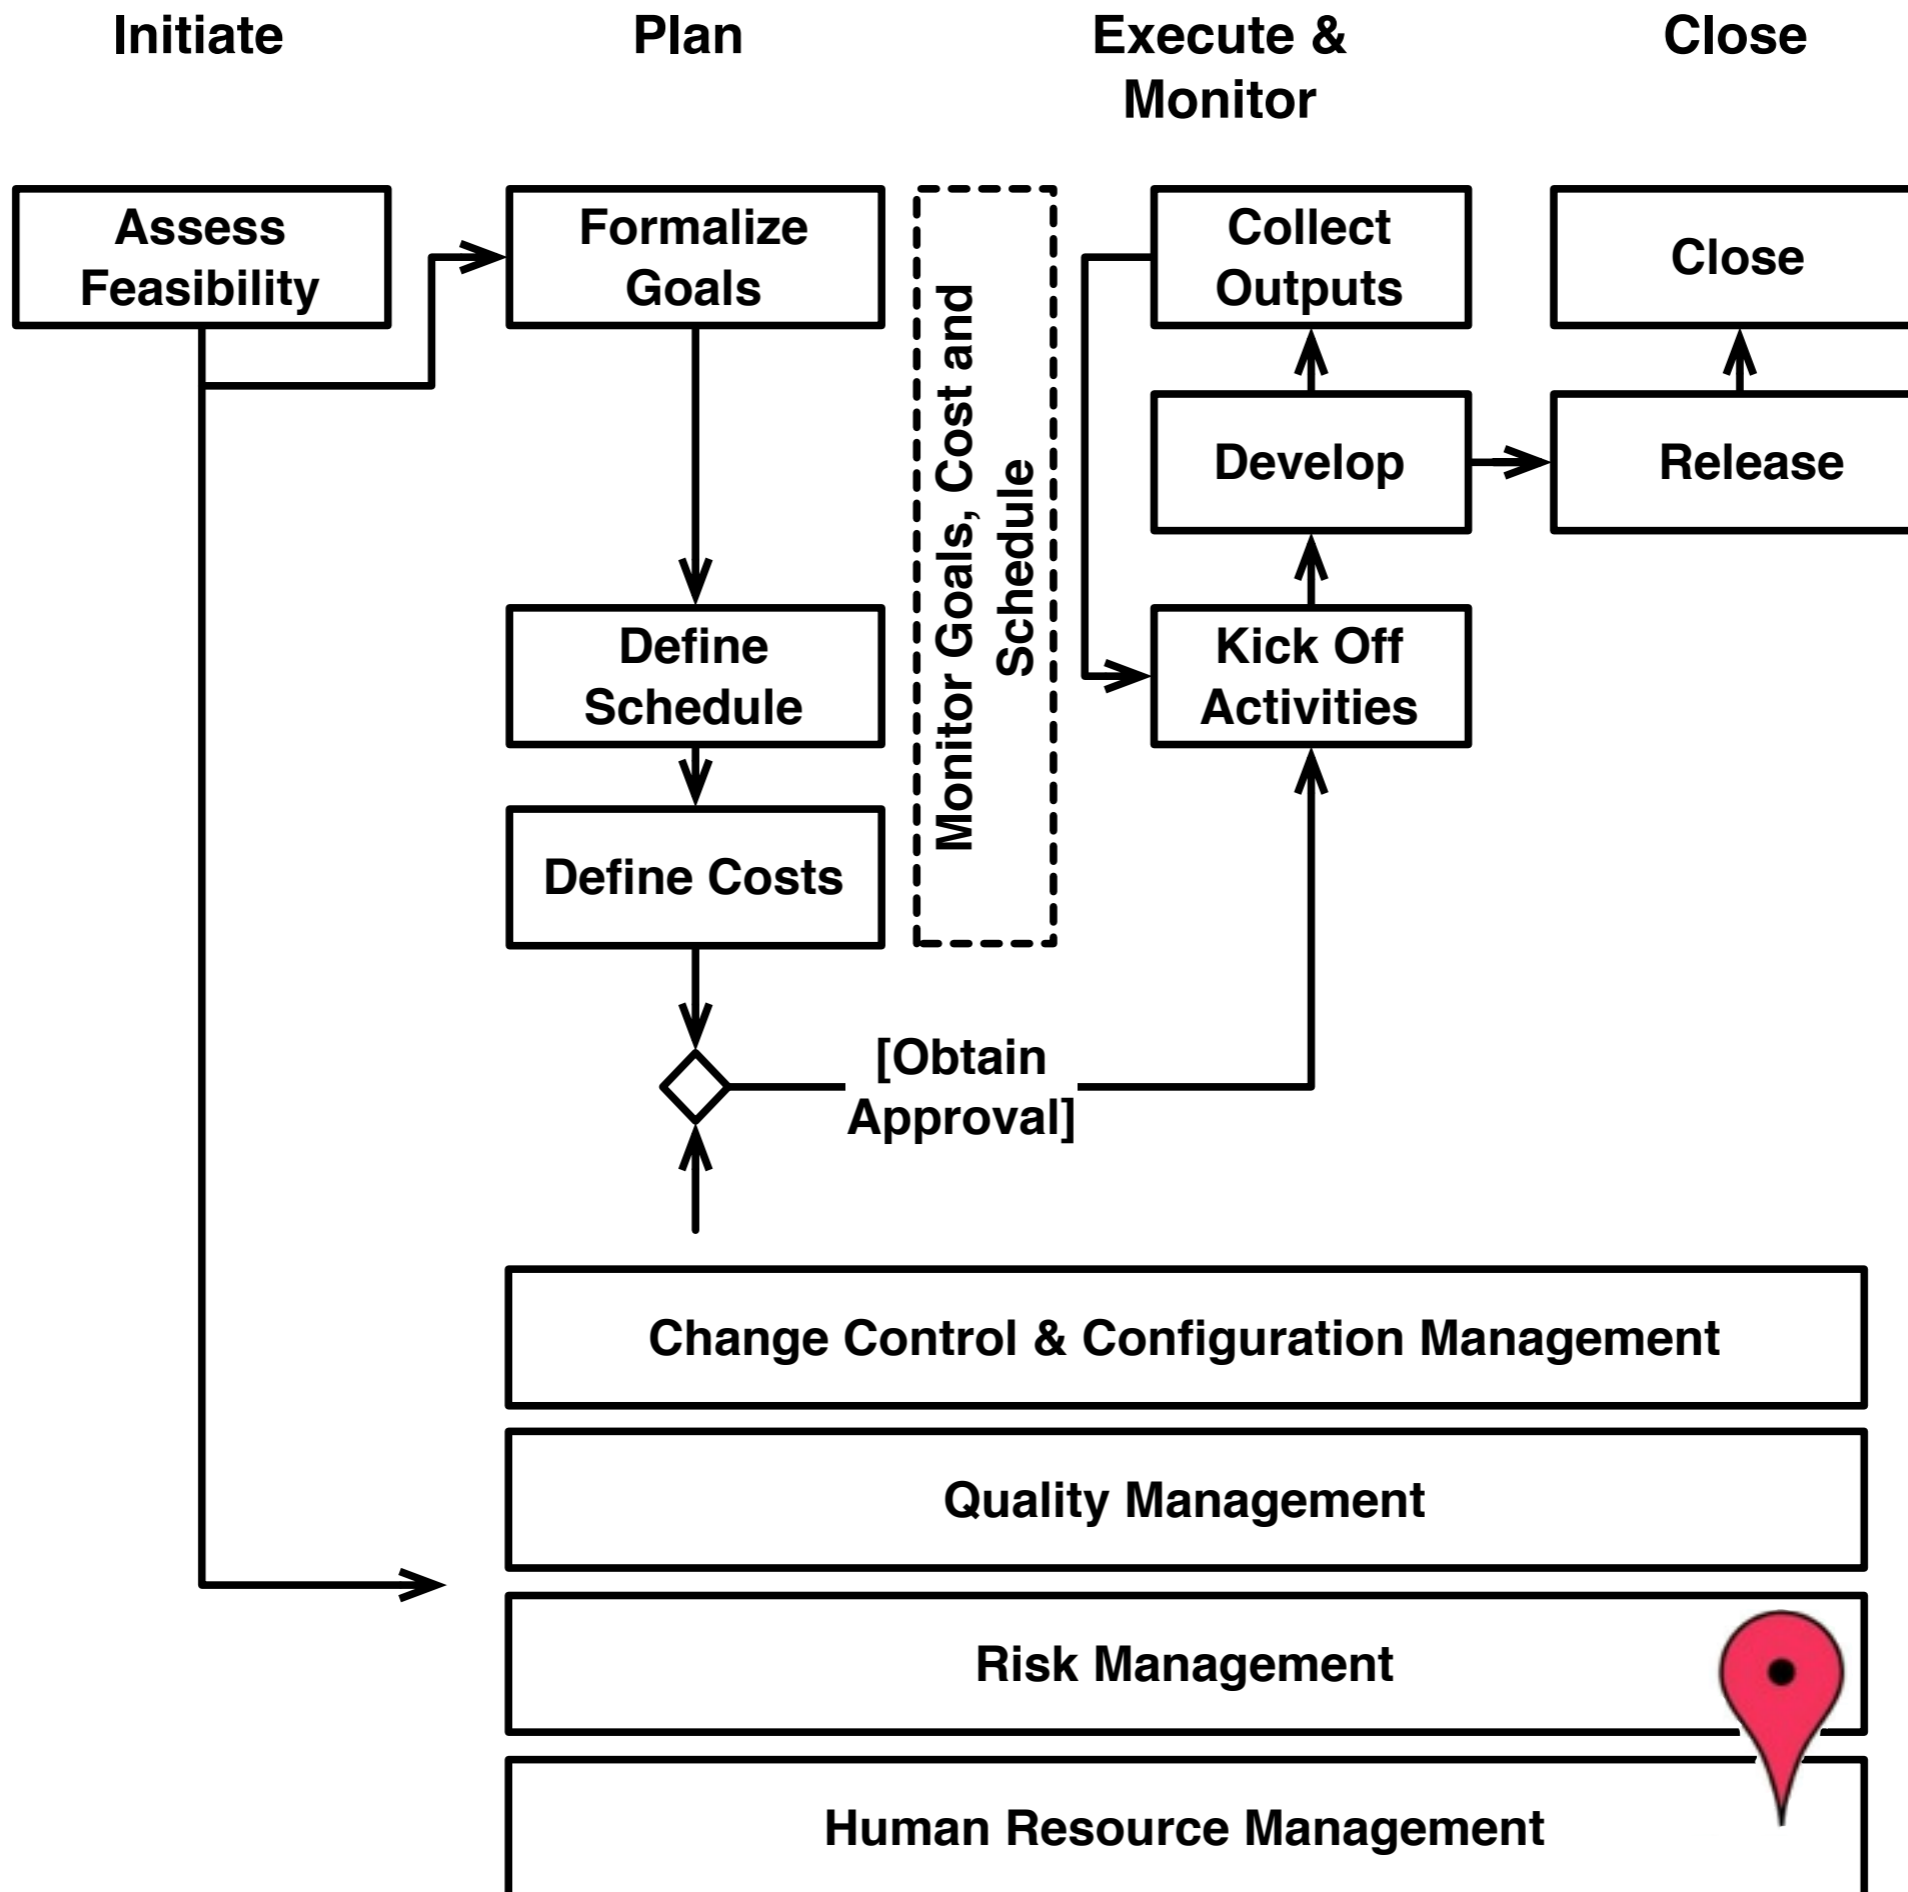 Initiate
Plan
Execute &
Monitor
Close
Assess
Feasibility
Formalize
Goals
Monitor Goals, Cost and
Schedule
Collect
Outputs
Close
Develop
Release
Define
Schedule
Kick Off
Activities
Define Costs
[Obtain
Approval]
Change Control & Configuration Management
Quality Management
Risk Management
Human Resource Management